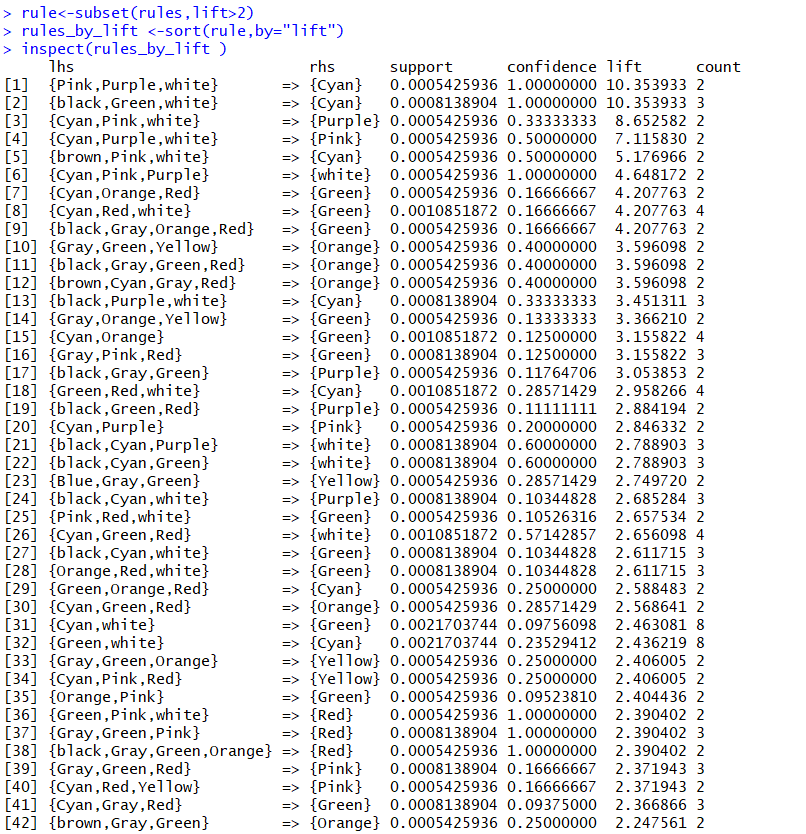 > rule<-subset(rules,lift>2)
> rules_by_lift <-sort(rule,by="lift")
> inspect(rules_by_lift )
lhs rhs support confidence lift count
[1] {Pink,Purple,white} => {Cyan} 0.0005425936 1.00000000 10.353933 2
[2] {black,Green,white} => {Cyan} 0.0008138904 1.00000000 10.353933 3
[3] {Cyan,Pink,white} => {Purple} 0.0005425936 0.33333333 8.652582 2
[4] {Cyan,Purple,white} => {Pink} 0.0005425936 0.50000000 7.115830 2
[5] {brown,Pink,white} => {Cyan} 0.0005425936 0.50000000 5.176966 2
[6] {Cyan,Pink,Purple} => {white} 0.0005425936 1.00000000 4.648172 2
[7] {Cyan,Orange,Red} => {Green} 0.0005425936 0.16666667 4.207763 2
[8] {Cyan,Red,white} => {Green} 0.0010851872 0.16666667 4.207763 4
[9] {black,Gray,Orange,Red} => {Green} 0.0005425936 0.16666667 4.207763 2
[10] {Gray,Green,Yellow} => {Orange} 0.0005425936 0.40000000 3.596098 2
[11] {black,Gray,Green,Red} => {Orange} 0.0005425936 0.40000000 3.596098 2
[12] {brown,Cyan,Gray,Red} => {Orange} 0.0005425936 0.40000000 3.596098 2
[13] {black,Purple,white} => {Cyan} 0.0008138904 0.33333333 3.451311 3
[14] {Gray,Orange,Yellow} => {Green} 0.0005425936 0.13333333 3.366210 2
[15] {Cyan,Orange} => {Green} 0.0010851872 0.12500000 3.155822 4
[16] {Gray,Pink,Red} => {Green} 0.0008138904 0.12500000 3.155822 3
[17] {black,Gray,Green} => {Purple} 0.0005425936 0.11764706 3.053853 2
[18] {Green,Red,white} => {Cyan} 0.0010851872 0.28571429 2.958266 4
[19] {black,Green,Red} => {Purple} 0.0005425936 0.11111111 2.884194 2
[20] {Cyan,Purple} => {Pink} 0.0005425936 0.20000000 2.846332 2
[21] {black,Cyan,Purple} => {white} 0.0008138904 0.60000000 2.788903 3
[22] {black,Cyan,Green} => {white} 0.0008138904 0.60000000 2.788903 3
[23] {Blue,Gray,Green} => {Yellow} 0.0005425936 0.28571429 2.749720 2
[24] {black,Cyan,white} => {Purple} 0.0008138904 0.10344828 2.685284 3
[25] {Pink,Red,white} => {Green} 0.0005425936 0.10526316 2.657534 2
[26] {Cyan,Green,Red} => {white} 0.0010851872 0.57142857 2.656098 4
[27] {black,Cyan,white} => {Green} 0.0008138904 0.10344828 2.611715 3
[28] {Orange,Red,white} => {Green} 0.0008138904 0.10344828 2.611715 3
[29] {Green,Orange,Red} => {Cyan} 0.0005425936 0.25000000 2.588483 2
[30] {Cyan,Green,Red} => {Orange} 0.0005425936 0.28571429 2.568641 2
[31] {Cyan,white} => {Green} 0.0021703744 0.09756098 2.463081 8
[32] {Green,white} => {Cyan} 0.0021703744 0.23529412 2.436219 8
[33] {Gray,Green,Orange} => {Yellow} 0.0005425936 0.25000000 2.406005 2
[34] {Cyan,Pink,Red} => {Yellow} 0.0005425936 0.25000000 2.406005 2
[35] {Orange,Pink} => {Green} 0.0005425936 0.09523810 2.404436 2
[36] {Green,Pink,white} => {Red} 0.0005425936 1.00000000 2.390402 2
[37] {Gray,Green,Pink} => {Red} 0.0008138904 1.00000000 2.390402 3
[38] {black,Gray,Green,Orange} => {Red} 0.0005425936 1.00000000 2.390402 2
[39] {Gray,Green,Red} => {Pink} 0.0008138904 0.16666667 2.371943 3
[40] {Cyan,Red,Yellow} => {Pink} 0.0005425936 0.16666667 2.371943 2
[41] {Cyan,Gray,Red} => {Green} 0.0008138904 0.09375000 2.366866 3
[42] {brown,Gray,Green} => {Orange} 0.0005425936 0.25000000 2.247561 2